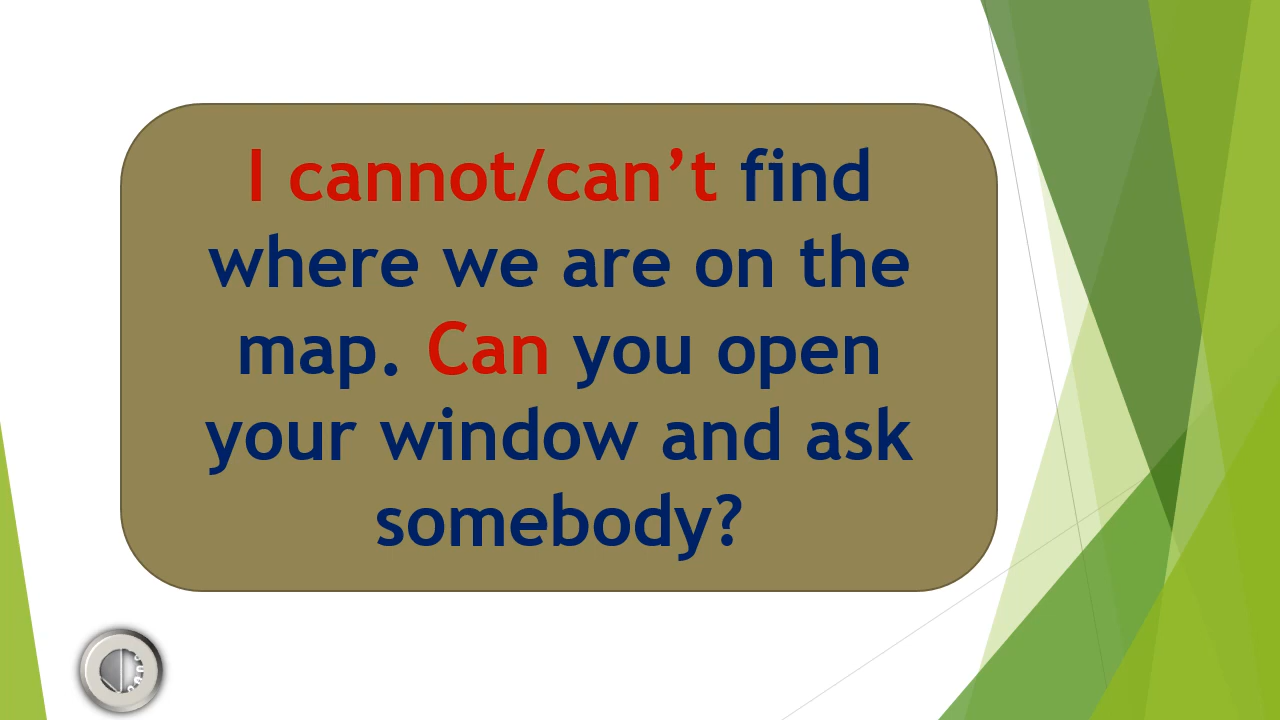 I cannot/can’t find
where we are on the
map. Can you open
your window and ask
somebody?